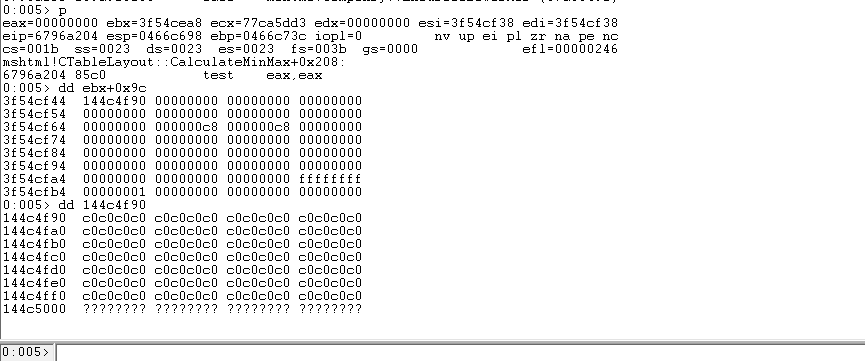 0:005> p
eax=00000000 ebx=3f54cea8 ecx=77ca5dd3 edx=00000000 esi=3f54cf38 edi=3f54cf38
eip=6796a204 esp=0466c698 ebp=0466c73c iopl=0 nv up ei pl zr na pe nc
cs=001b ss=0023 ds=0023 es=0023 fs=003b gs=0000 efl=00000246
mshtml!CTableLayout::CalculateMinMax+0x208:
6796a204 85c0 test eax,eax
0:005> dd ebx+0x9c
3f54cf44 144c4f90 00000000 00000000 00000000
3f54cf54 00000000 00000000 00000000 00000000
3f54cf64 00000000 000000c8 000000c8 00000000
3f54cf74 00000000 00000000 00000000 00000000
3f54cf84 00000000 00000000 00000000 00000000
3f54cf94 00000000 00000000 00000000 00000000
3f54cfa4 00000000 00000000 00000000 ffffffff
3f54cfb4 00000001 00000000 00000000 00000000
0:005> dd 144c4f90
144c4f90 c0c0c0c0 c0c0c0c0 c0c0c0c0 c0c0c0c0
144c4fa0 c0c0c0c0 c0c0c0c0 c0c0c0c0 c0c0c0c0
144c4fb0 c0c0c0c0 c0c0c0c0 c0c0c0c0 c0c0c0c0
144c4fc0 c0c0c0c0 c0c0c0c0 c0c0c0c0 c0c0c0c0
144c4fd0 c0c0c0c0 c0c0c0c0 c0c0c0c0 c0c0c0c0
144c4fe0 c0c0c0c0 c0c0c0c0 c0c0c0c0 c0c0c0c0
144c4ff0 c0c0c0c0 c0c0c0c0 c0c0c0c0 c0c0c0c0
144c5000 ???????? ???????? ???????? ????????
0:005>